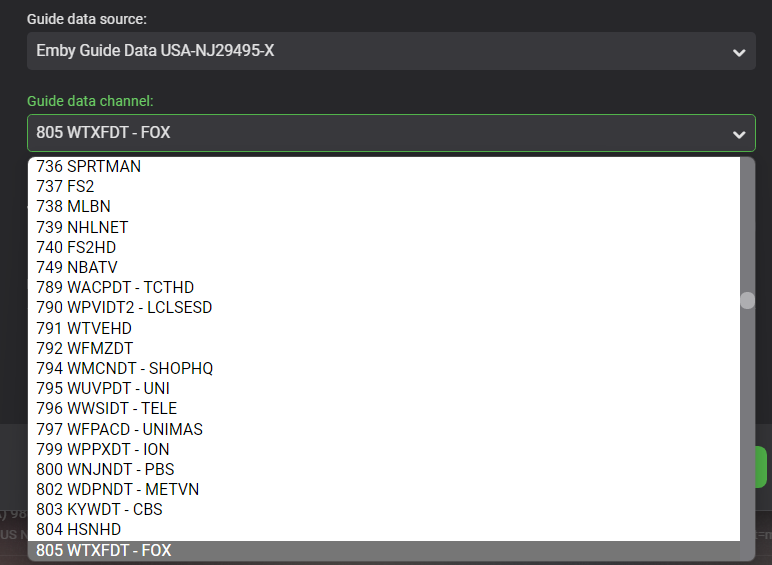 Guide data source:
Emby Guide Data USA-NJ29495-X
Guide data channel:
805 WTXFDT - FOX
736 SPRTMAN
737 FS2
738 MLBN
739 NHLNET
740 FS2HD
749 NBATV
789 WACPDT - TCTHD
790 WPVIDT2 - LCLSESD
791 WTVEHD
792 WFMZDT
794 WMCNDT - SHOPHQ
795 WUVPDT - UNI
796 WWSIDT - TELE
797 WFPACD - UNIMAS
799 WPPXDT - ION
800 WNJNDT - PBS
802 WDPNDT - METVN
803 KYWDT - CBS
804 HSNHD
805 WTXFDT - FOX